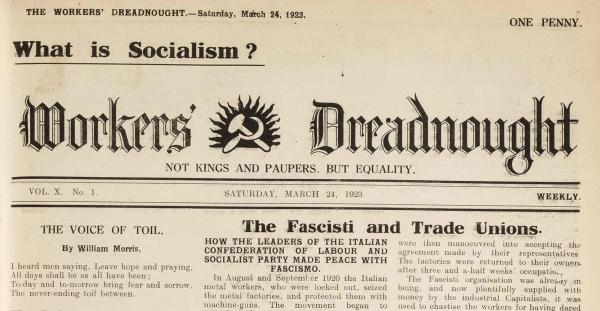 THE WORKERS' DREADNOUGHT.—Saturday, March 24, 1923.
ONE PENNY.
What is Socialism?
Workers' Dreadnought
NOT KINGS AND PAUPERS, BUT EQUALITY.
VOL. X. No. 1. SATURDAY, MARCH 24, 1923 WEEKLY.
THE VOICE OF TOIL.
By William Morris.
I heard men saying, Leave hope and praying,
All days shall be as all have been;
To-day and to-morrow bring fear and sorrow,
The never-ending toil between.
The Fascisti and Trade Unions.
HOW THE LEADERS OF THE ITALIAN
CONFEDERATION OF LABOUR AND
SOCIALIST PARTY MADE PEACE WITH
FASCISMO.
In August and September 1920 the Italian
metal workers, who were locked out, seized
the metal factories, and protected them with
machine-guns. The movement began to
were then manoeuvred into accepting the
agreement made by their representatives
The factories were returned to their owners
after three and a-half weeks' occupation.
The Fascisti organisation was already in
being, and now plentifully supplied with
money by the industrial Capitalists, it was
used to chastise the workers for having dared